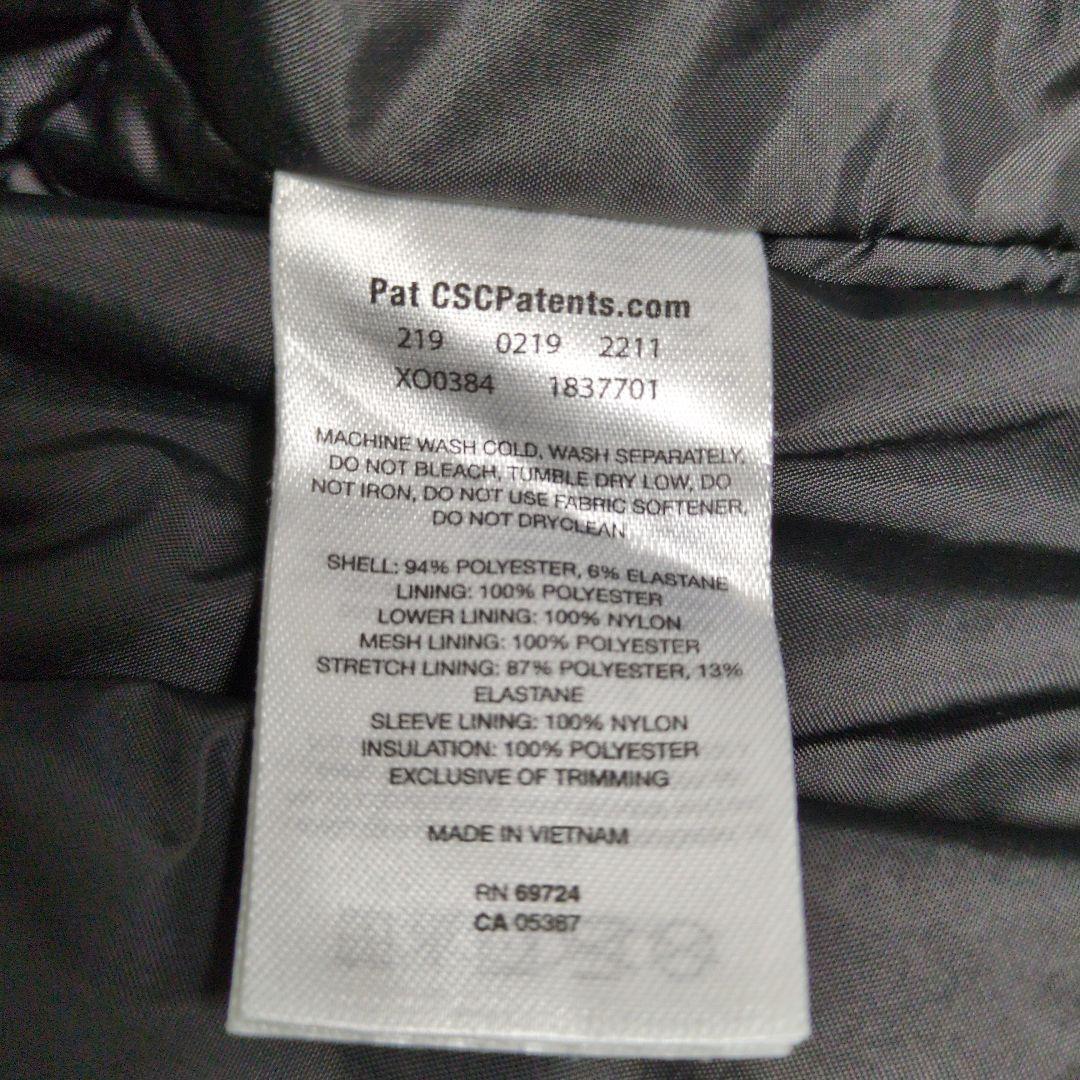 Pat CSCPatents.com
219 0219 2211
XO0384 1837701
MACHINE WASH COLD, WASH SEPARATELY,
DO NOT BLEACH, TUMBLE DRY LOW, DO
NOT IRON, DO NOT USE FABRIC SOFTENER,
DO NOT DRYCLEAN
SHELL: 94% POLYESTER, 6% ELASTANE
LINING: 100% POLYESTER
LOWER LINING: 100% NYLON
MESH LINING: 100% POLYESTER
STRETCH LINING: 87% POLYESTER, 13%
ELASTANE
SLEEVE LINING: 100% NYLON
INSULATION: 100% POLYESTER
EXCLUSIVE OF TRIMMING
MADE IN VIETNAM
RN 69724
CA 05367